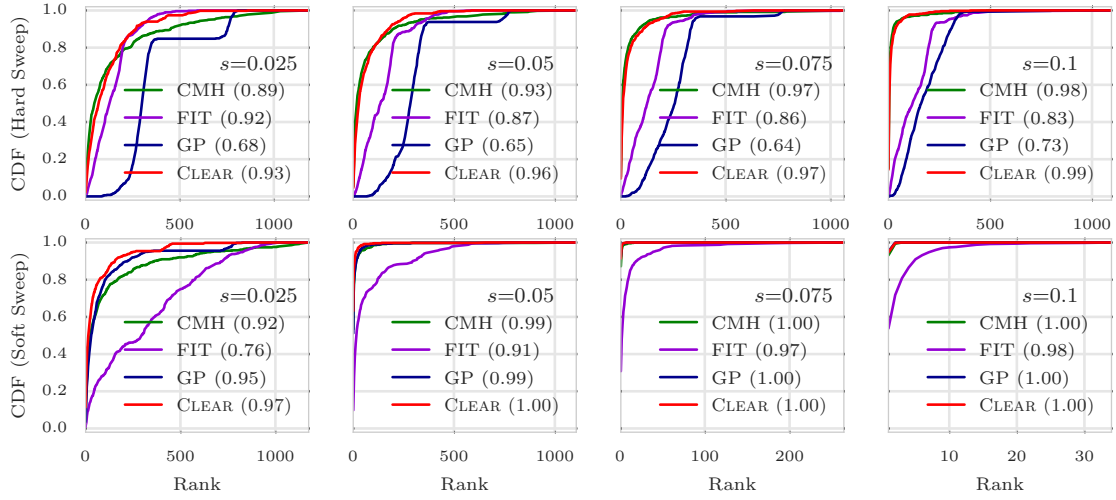 CDF (Hard Sweep)
1.0
0.8
0.6
0.4
0.2
0.0
s=0.025
CMH (0.89)
FIT (0.92)
GP (0.68)
CLEAR (0.93)
0
500
1000
s=0.05
CMH (0.93)
FIT (0.87)
GP (0.65)
CLEAR (0.96)
0
500
1000
s=0.075
CMH (0.97)
FIT (0.86)
GP (0.64)
CLEAR (0.97)
0
500
1000
s=0.1
CMH (0.98)
FIT (0.83)
GP (0.73)
CLEAR (0.99)
0
500
1000
CDF (Soft Sweep)
1.0
0.8
0.6
0.4
0.2
0.0
s=0.025
CMH (0.92)
FIT (0.76)
GP (0.95)
CLEAR (0.97)
0
500
1000
Rank
s=0.05
CMH (0.99)
FIT (0.91)
GP (0.99)
CLEAR (1.00)
0
500
1000
Rank
s=0.075
CMH (1.00)
FIT (0.97)
GP (1.00)
CLEAR (1.00)
0
100
200
Rank
s=0.1
CMH (1.00)
FIT (0.98)
GP (1.00)
CLEAR (1.00)
10
20
30
Rank